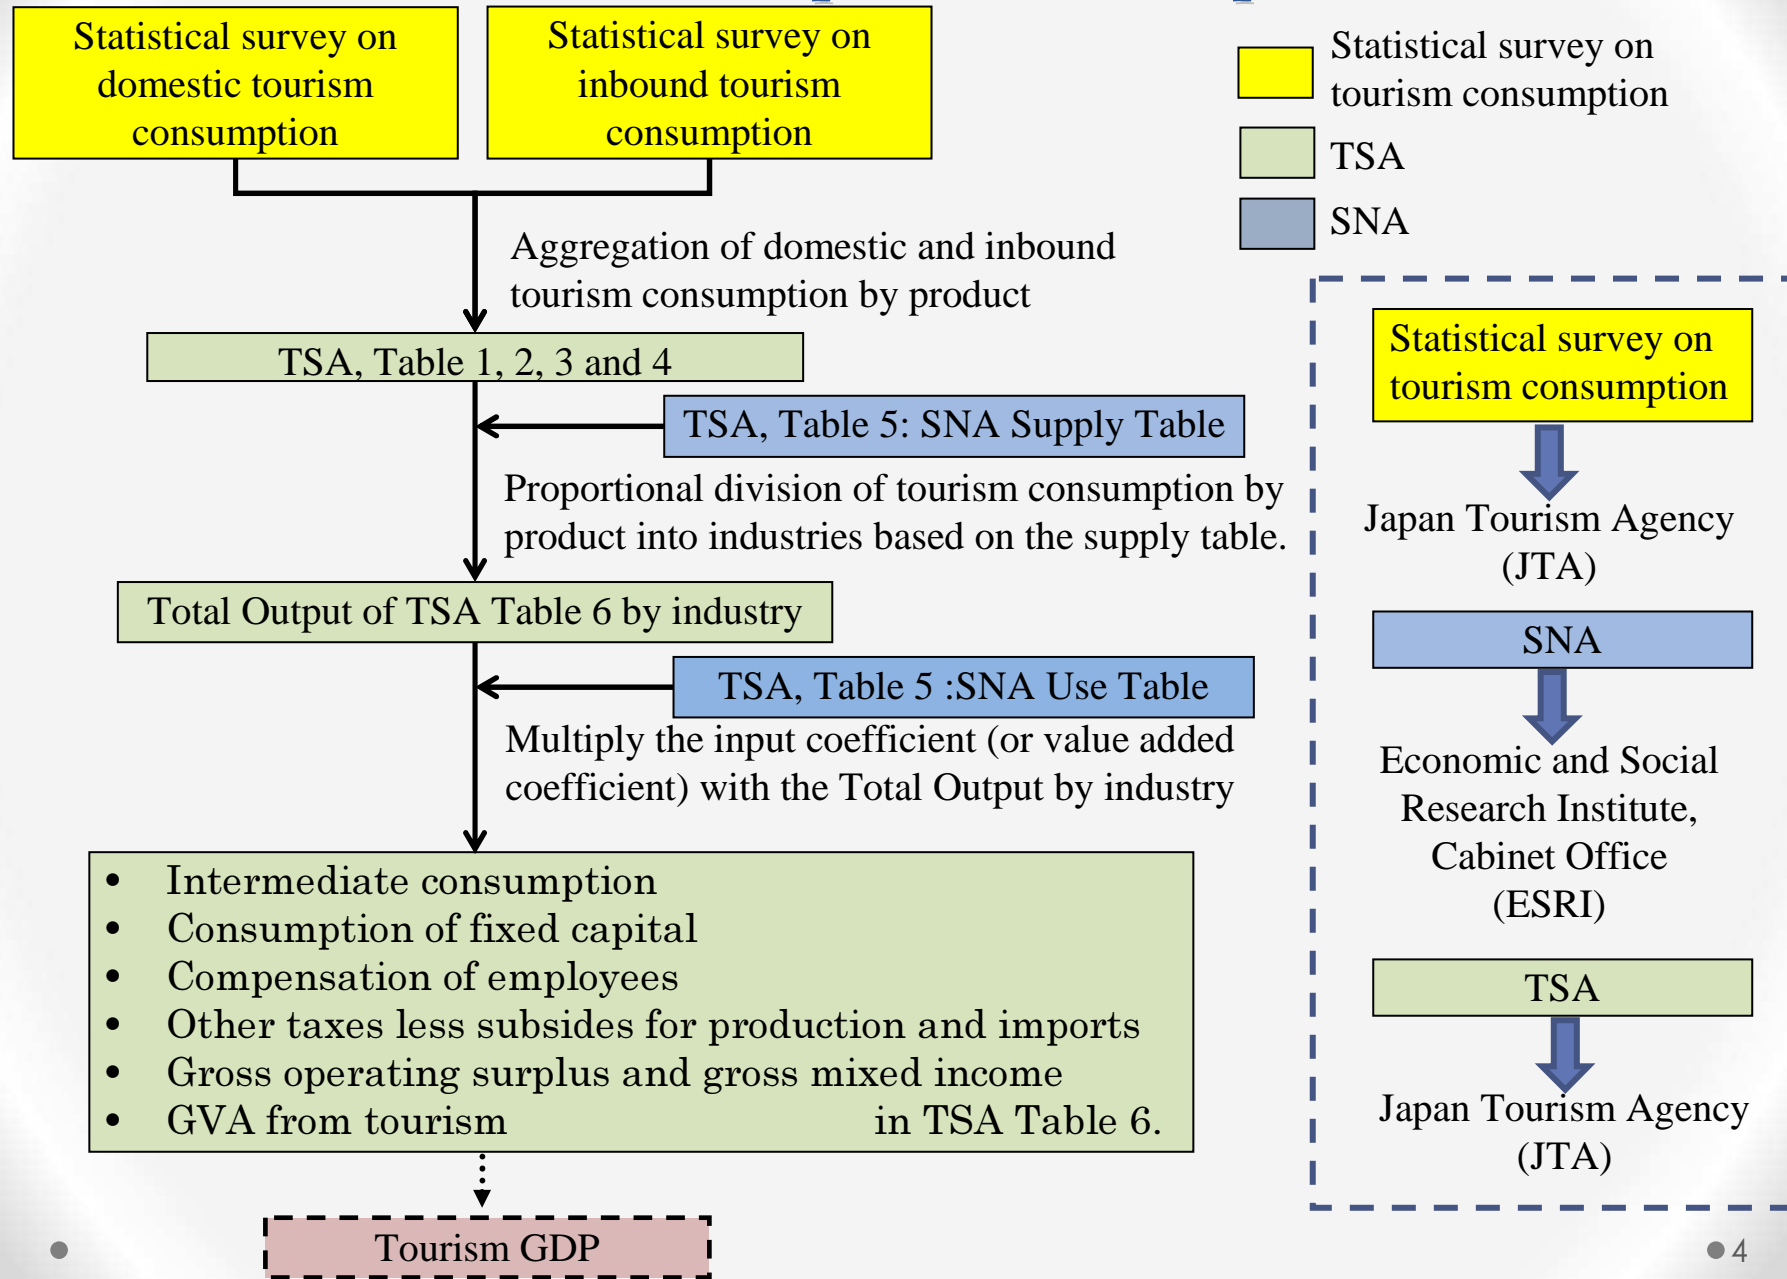 Statistical survey on
domestic tourism
consumption
Statistical survey on
inbound tourism
consumption
Statistical survey on
tourism consumption
TSA
SNA
Aggregation of domestic and inbound
tourism consumption by product
TSA, Table 1, 2, 3 and 4
TSA, Table 5: SNA Supply Table
Proportional division of tourism consumption by
product into industries based on the supply table.
Total Output of TSA Table 6 by industry
TSA, Table 5 :SNA Use Table
Multiply the input coefficient (or value added
coefficient) with the Total Output by industry
• Intermediate consumption
• Consumption of fixed capital
• Compensation of employees
• Other taxes less subsides for production and imports
• Gross operating surplus and gross mixed income
• GVA from tourism in TSA Table 6.
Tourism GDP
Statistical survey on
tourism consumption
Japan Tourism Agency
(JTA)
SNA
Economic and Social
Research Institute,
Cabinet Office
(ESRI)
TSA
Japan Tourism Agency
(JTA)
4